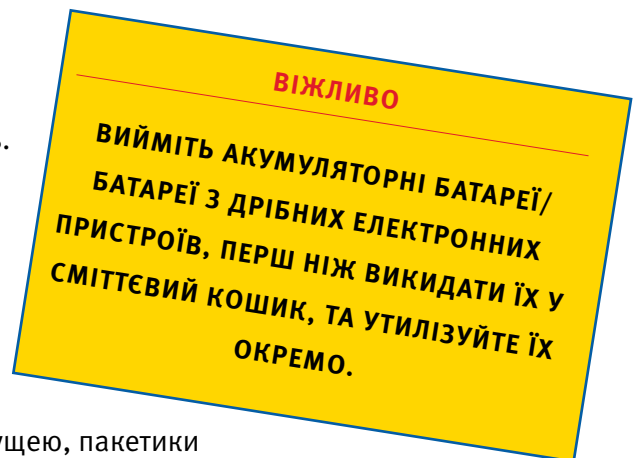 ВІЖЛИВО
ВИЙМІТЬ АКУМУЛЯТОРНІ БАТАРЕЇ/
БАТАРЕЇ З ДРІБНИХ ЕЛЕКТРОННИХ
ПРИСТРОЇВ, ПЕРШ НІЖ ВИКИДАТИ ЇХ У
СМІТТЄВИЙ КОШИК, ТА УТИЛІЗУЙТЕ ЇХ
ОКРЕМО.
пакетики